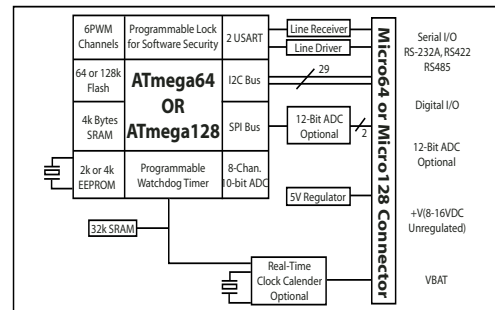 6PWM
Channels
Programmable Lock
for Software Security
2 USART
64 or 128k
Flash
ATmega64
OR
ATmega128
I2C Bus
4k Bytes
SRAM
SPI Bus
2k or 4k
EEPROM
Programmable
Watchdog Timer
8-Chan.
10-bit ADC
Line Receiver
Line Driver
29
12-Bit ADC
Optional
2
5V Regulator
32k SRAM
Real-Time
Clock Calender
Optional
Micro64 or Micro128 Connector
Serial I/O
RS-232A, RS422
RS485
Digital I/O
12-Bit ADC
Optional
+V(8-16VDC
Unregulated)
VBAT